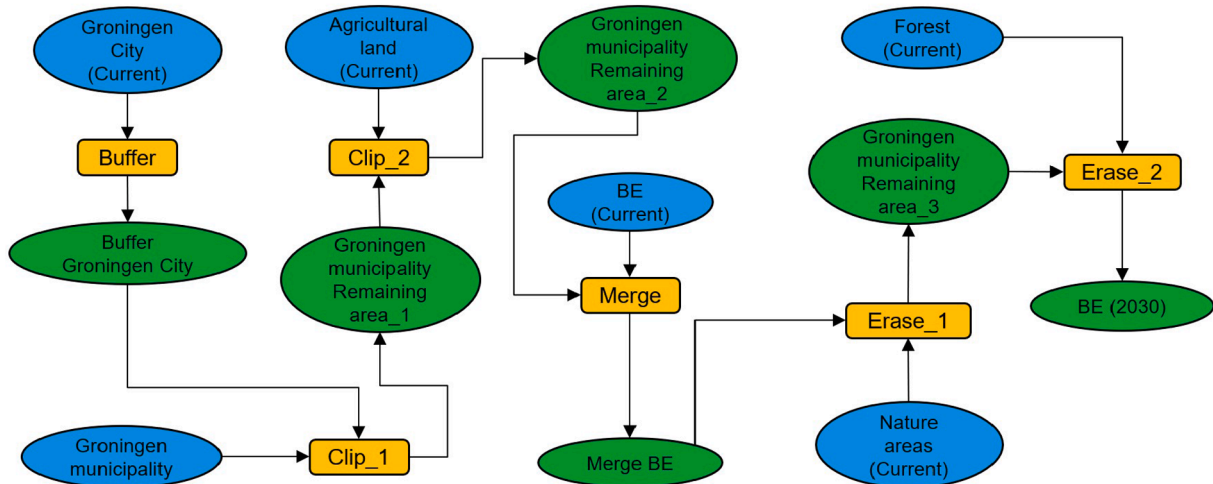 Groningen
City
(Current)
Buffer
Buffer
Groningen City
Groningen
municipality
Clip_1
Agricultural
land
(Current)
Clip_2
Groningen
municipality
Remaining
area_1
Groningen
municipality
Remaining
area_2
BE
(Current)
Merge
Merge BE
Forest
(Current)
Groningen
municipality
Remaining
area_3
Erase_2
Erase_1
BE (2030)
Nature
areas
(Current)